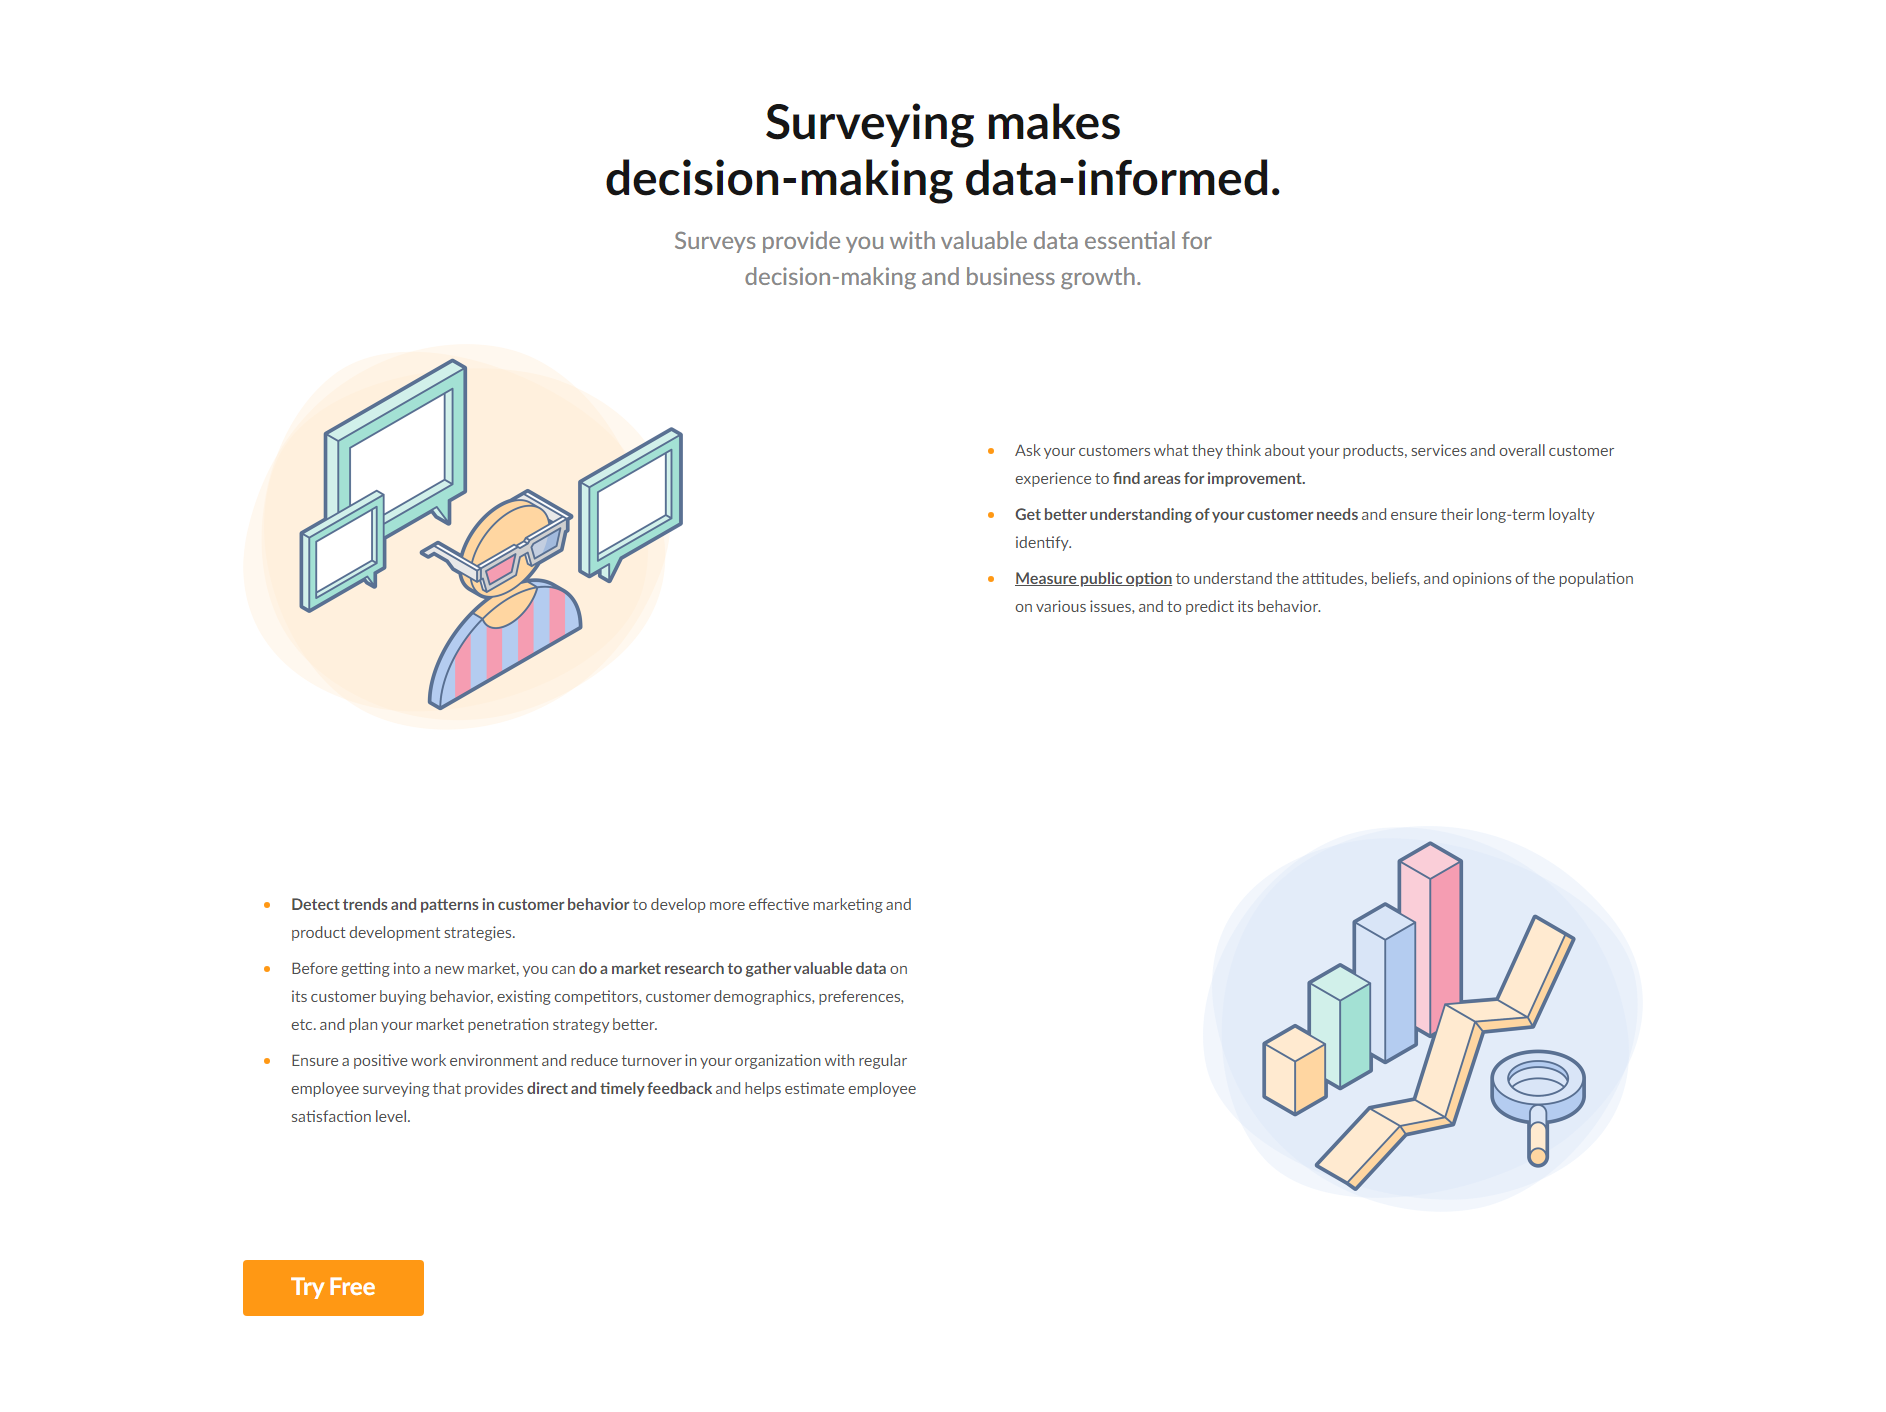 Surveying makes
decision-making data-informed.
Surveys provide you with valuable data essential for
decision-making and business growth.
Ask your customers what they think about your products, services and overall customer
experience to find areas for improvement.
Get better understanding of your customer needs and ensure their long-term loyalty
identify.
Measure public option to understand the attitudes, beliefs, and opinions of the population
on various issues, and to predict its behavior.
Detect trends and patterns in customer behavior to develop more effective marketing and
product development strategies.
Before getting into a new market, you can do a market research to gather valuable data on
its customer buying behavior, existing competitors, customer demographics, preferences,
etc. and plan your market penetration strategy better.
Ensure a positive work environment and reduce turnover in your organization with regular
employee surveying that provides direct and timely feedback and helps estimate employee
satisfaction level.
Try Free